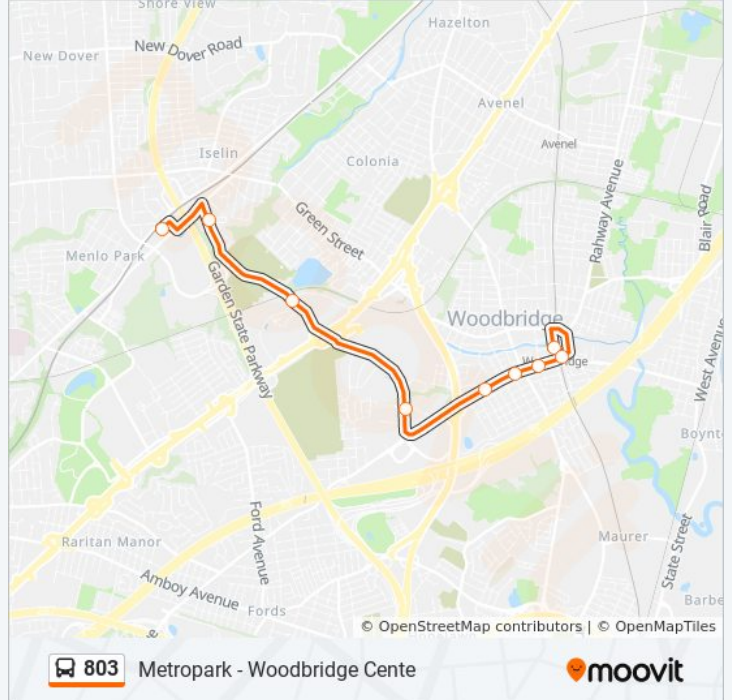 Shore View
Hazelton
New Dover
New Dover Road
Avenel
Avenel
Iselin
Colonia
Rahway Avenue
Blair Road
Green Street
Menlo Park
Garden State Parkway
Woodbridge
West Avenue
Boynt
Ford Avenue
Raritan Manor
Maurer
State Street
Amboy Avenue
Fords
Barbe
© OpenStreetMap contributors | © OpenMapTiles
803
Metropark - Woodbridge Cente
moovit